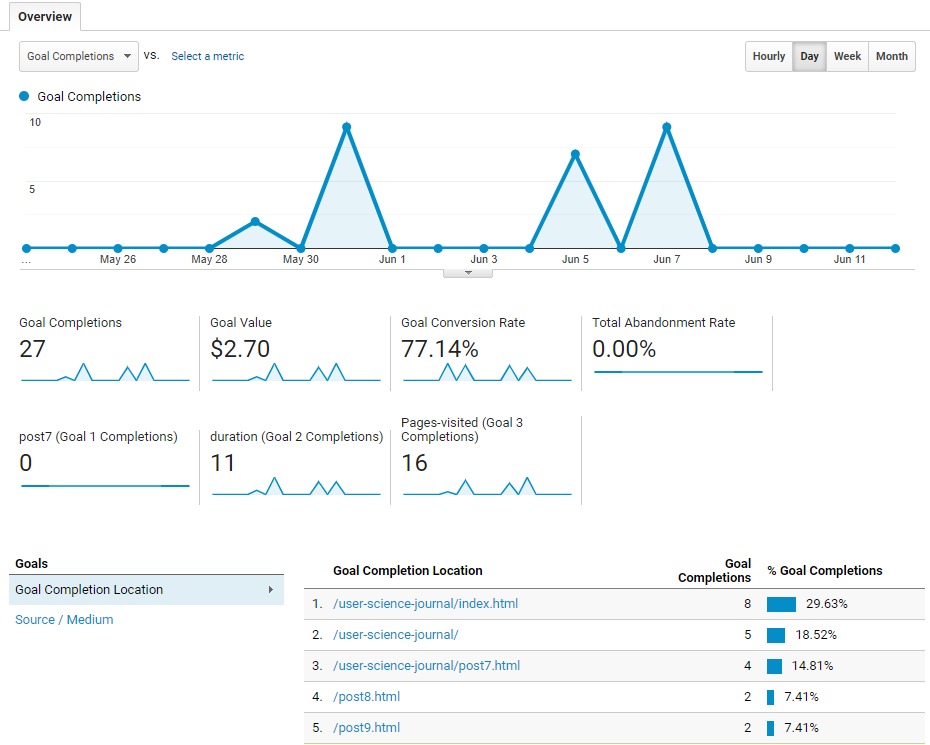 Overview
Goal Completions vs. Select a metric Hourly Day Week Month
Goal Completions
10
5
... May 26 May 28 May 30 Jun 1 Jun 3 Jun 5 Jun 7 Jun 9 Jun 11
Goal Completions Goal Value Goal Conversion Rate Total Abandonment Rate
27 $2.70 77.14% 0.00%
post7 (Goal 1 Completions) duration (Goal 2 Completions) Pages-visited (Goal 3
Completions)
0 11 16
Goals
Goal Completion Location
Source / Medium
Goal Completion Location Goal
Completions % Goal Completions
1. /user-science-journal/index.html 8 29.63%
2. /user-science-journal/ 5 18.52%
3. /user-science-journal/post7.html 4 14.81%
4. /post8.html 2 7.41%
5. /post9.html 2 7.41%